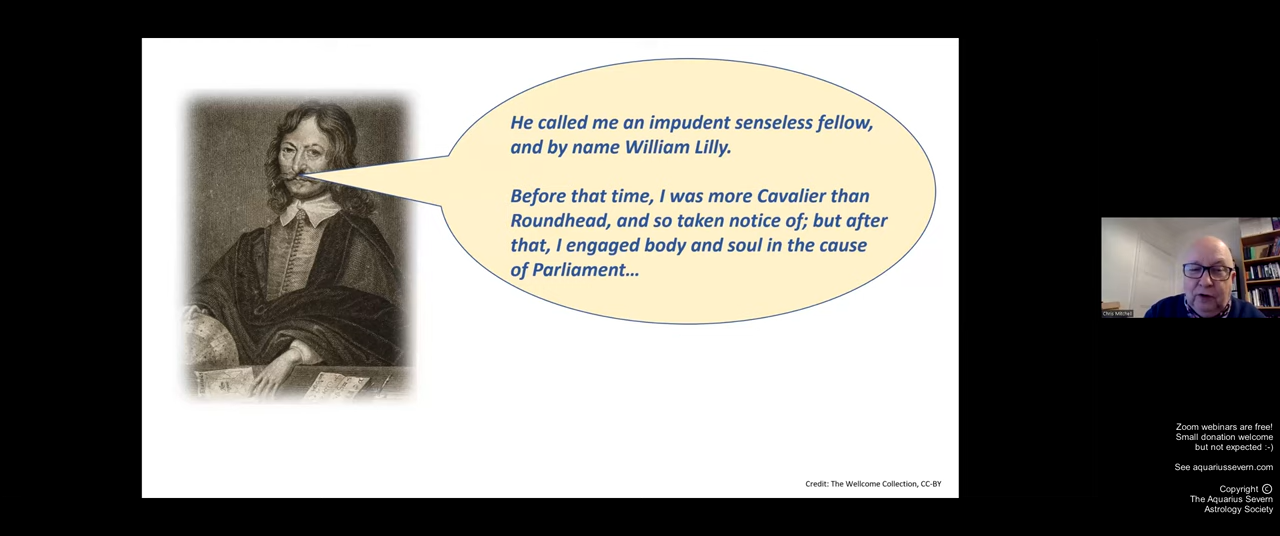 He called me an impudent senseless fellow,
and by name William Lilly.
Before that time, I was more Cavalier than
Roundhead, and so taken notice of; but after
that, I engaged body and soul in the cause
of Parliament...
Credit: The Wellcome Collection, CC-BY
Chris Mitchell
Zoom webinars are free!
Small donation welcome
but not expected :-)
See aquariussevern.com
Copyright ©
The Aquarius Severn
Astrology Society